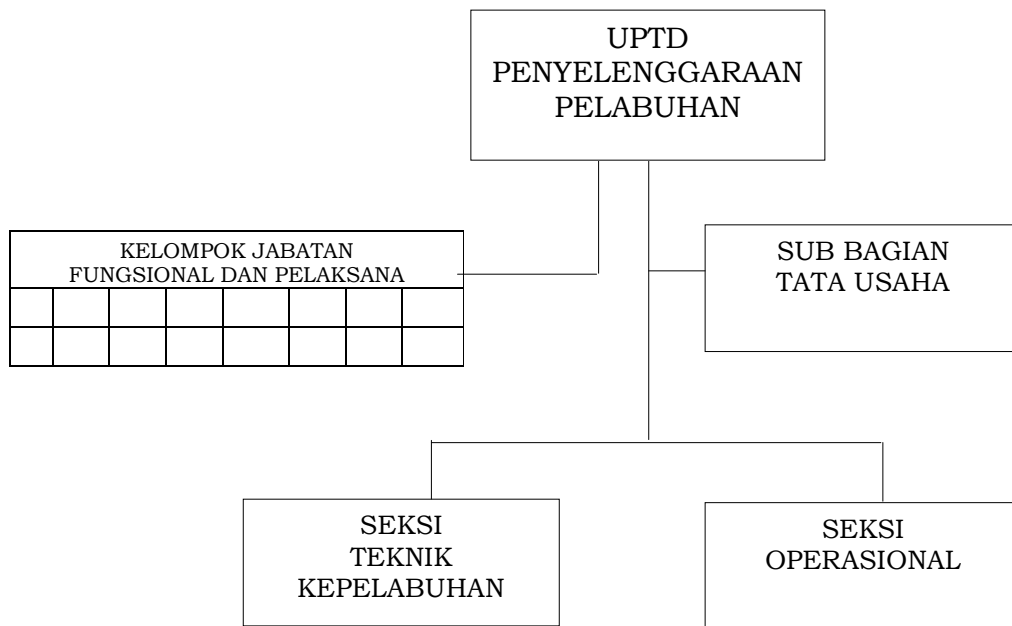 UPTD
PENYELENGGARAAN
PELABUHAN
KELOMPOK JABATAN
FUNGSIONAL DAN PELAKSANA
SUB BAGIAN
TATA USAHA
SEKSI
TEKNIK
KEPELABUHAN
SEKSI
OPERASIONAL